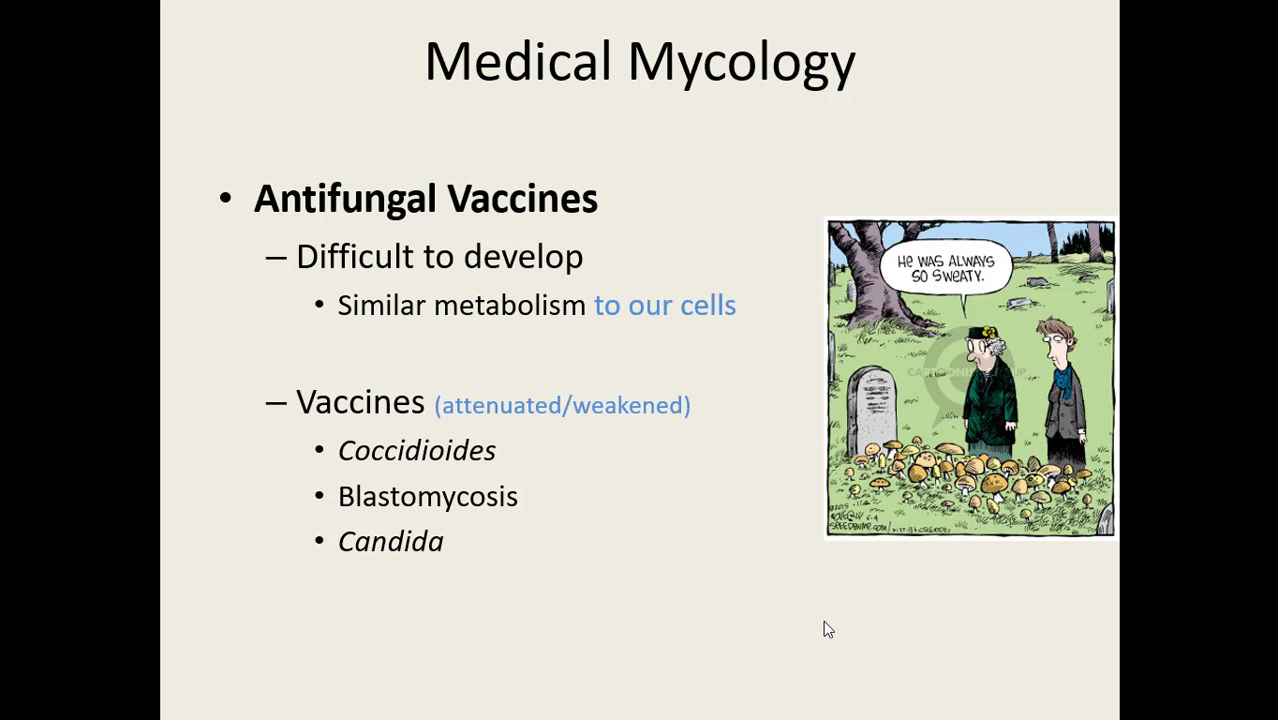 Medical Mycology
• Antifungal Vaccines
– Difficult to develop
• Similar metabolism to our cells
– Vaccines (attenuated/weakened)
• Coccidioides
• Blastomycosis
• Candida
HE WAS ALWAYS
SO SWEATY.